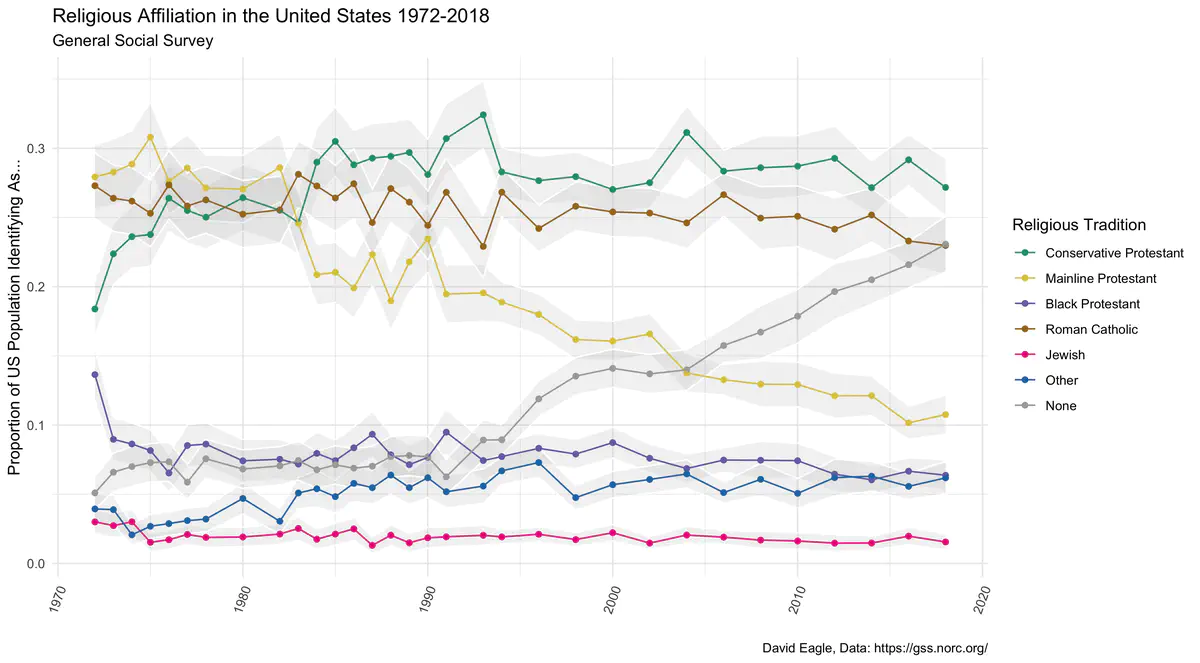 Religious Affiliation in the United States 1972-2018
General Social Survey
Proportion of US Population Identifying As...
0.3
0.2
0.1
0.0
1970
1980
1990
2000
2010
2020
Religious Tradition
Conservative Protestant
Mainline Protestant
Black Protestant
Roman Catholic
Jewish
Other
None
David Eagle, Data: https://gss.norc.org/